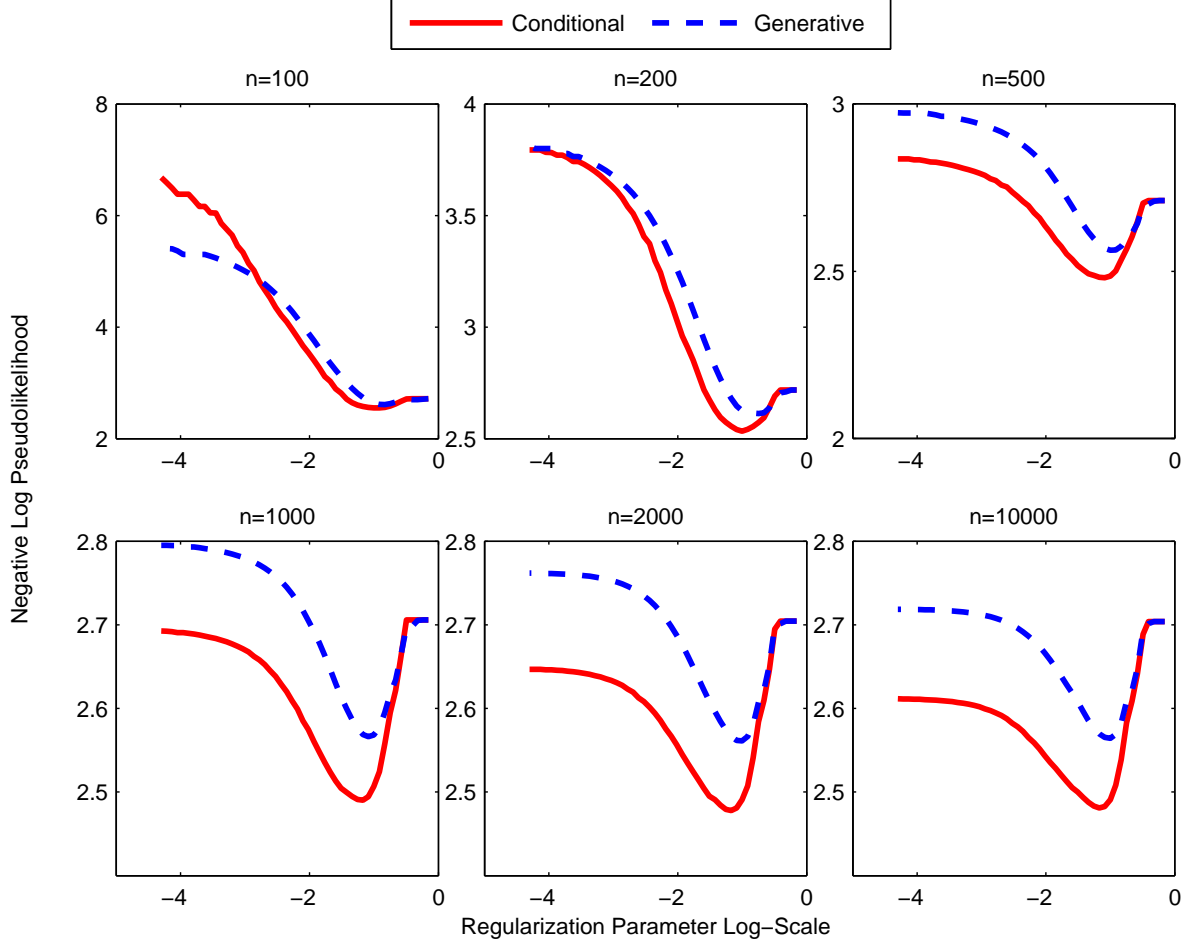 Conditional Generative
n=100 n=200 n=500
8 4 3
6 3.5
4 3 2.5
2 2.5 2
−4 −2 0 −4 −2 0 −4 −2 0
Negative Log Pseudolikelihood
n=1000 n=2000 n=10000
2.8 2.8 2.8
2.7 2.7 2.7
2.6 2.6 2.6
2.5 2.5 2.5
−4 −2 0 −4 −2 0 −4 −2 0
Regularization Parameter Log−Scale